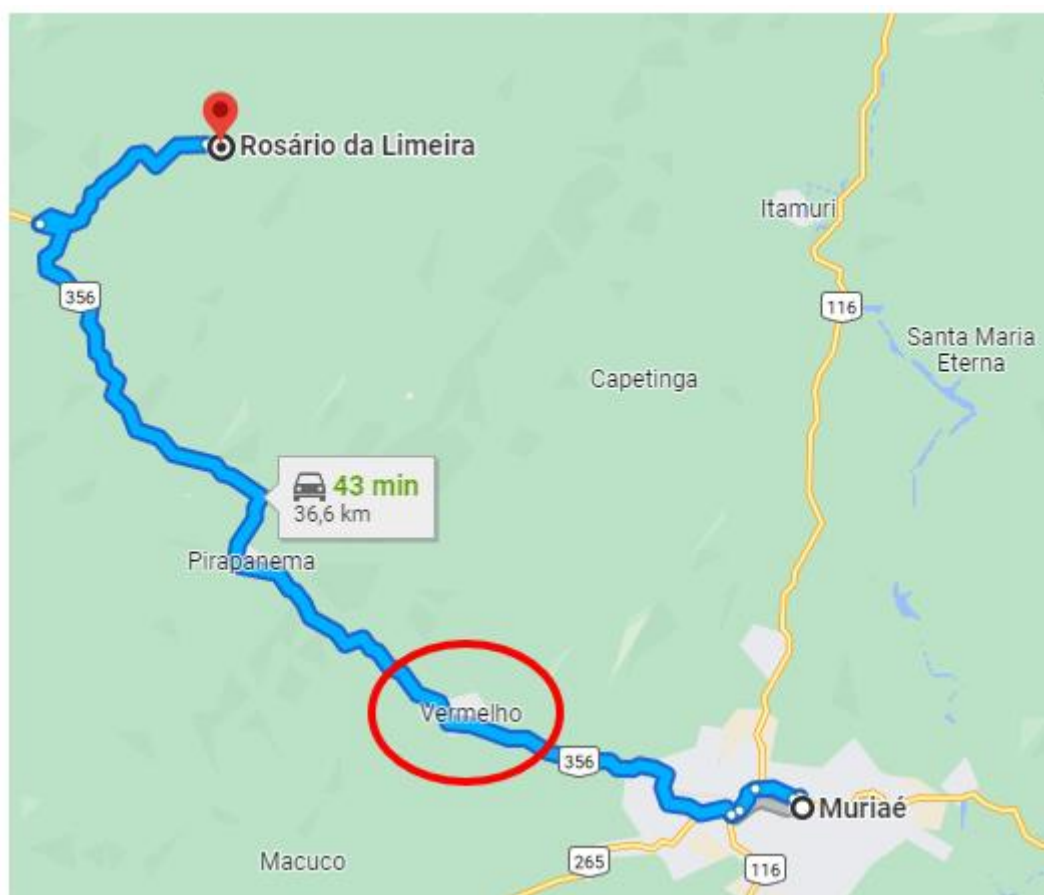 Rosário da Limeira
Itamuri
356
116
Santa Maria
Eterna
Capetinga
43 min
36,6 km
Pirapanema
Vermelho
356
Muriaé
Macuco
265
116